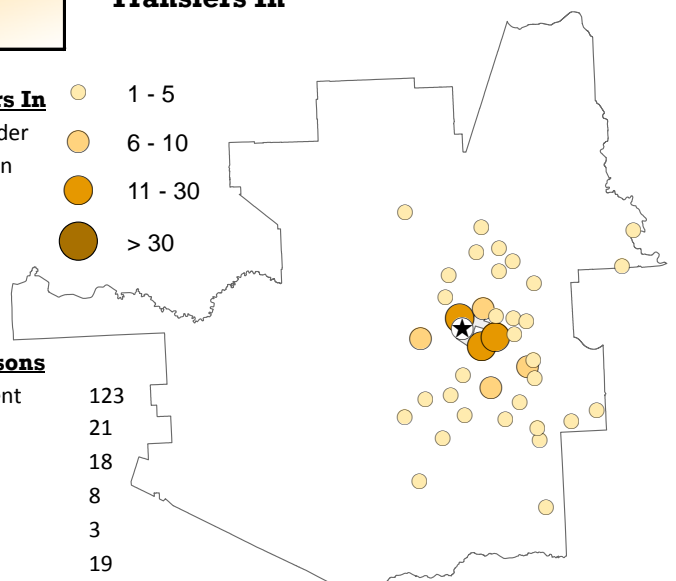 Transfers In
rs In
1 - 5
der
6 - 10
n
11 - 30
> 30
sons
ent
123
21
18
8
3
19